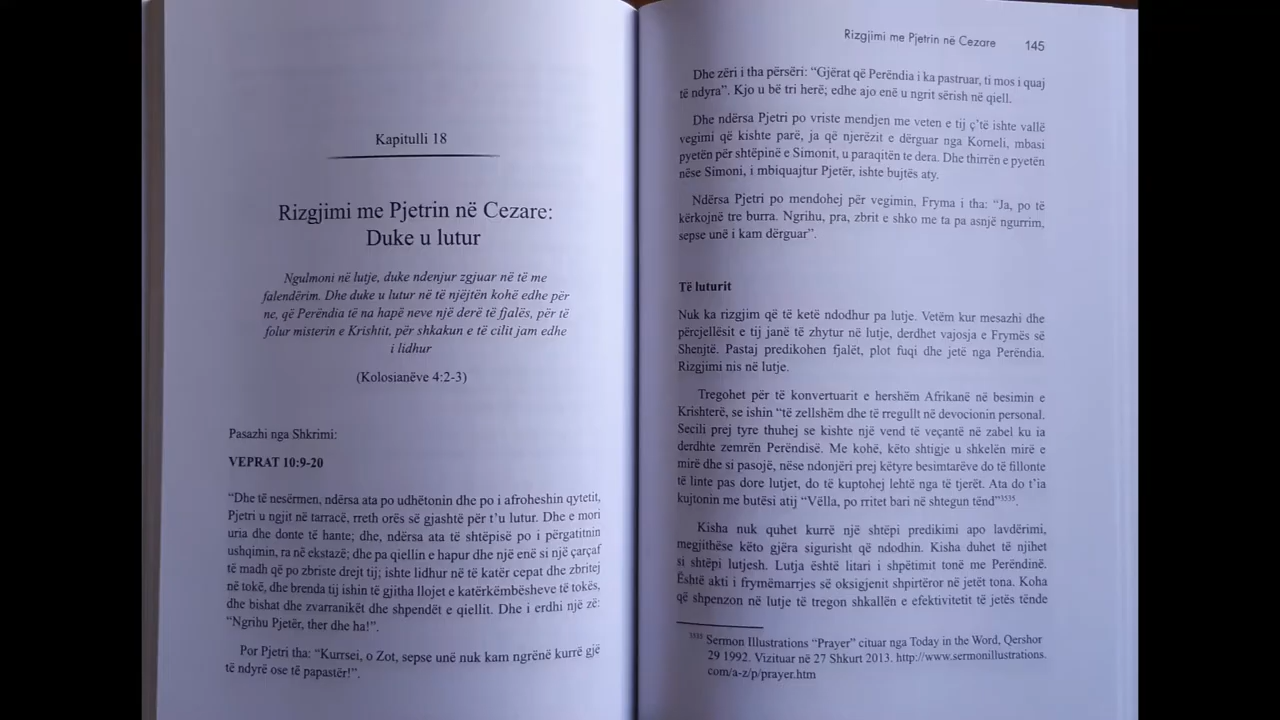 Kapitulli 18
Rizgjimi me Pjetrin në Cezare:
Duke u lutur
Ngulmoni në lutje, duke ndenjur zgjuar në të me
falendërim. Dhe duke u lutur në të njëjtën kohë edhe për
ne, që Perëndia të na hapë neve një derë të fjalës, për të
folur misterin e Krishtit, për shkakun e të cilit jam edhe
i lidhur
(Kolosianëve 4:2-3)
Pasazhi nga Shkrimi:
VEPRAT 10:9-20
“Dhe të nesërmen, ndërsa ata po udhëtonin dhe po i afroheshin qytetit,
Pjetri u ngjit në tarracë, rreth orës së gjashtë për t’u lutur. Dhe e mori
uria dhe donte të hante; dhe, ndërsa ata të shtëpisë po i përgatitnin
ushqimin, ra në ekstazë; dhe pa qiellin e hapur dhe një enë si një çarçaf
të madh që po zbriste drejt tij; ishte lidhur në të katër cepat dhe zbritej
në tokë, dhe brenda tij ishin të gjitha llojet e katërkëmbësheve të tokës,
dhe bishat dhe zvarranikët dhe shpendët e qiellit. Dhe i erdhi një zë:
“Ngrihu Pjetër, ther dhe ha!”.
Por Pjetri tha: “Kurrsei, o Zot, sepse unë nuk kam ngrënë kurrë gjë
të ndyrë ose të papastër!”.
Rizgjimi me Pjetrin në Cezare 145
Dhe zëri i tha përsëri: “Gjërat që Perëndia i ka pastruar, ti mos i quaj
të ndyra”. Kjo u bë tri herë; edhe ajo enë u ngrit sërish në qiell.
Dhe ndërsa Pjetri po vriste mendjen me veten e tij ç’të ishte vallë
vegimi që kishte parë, ja që njerëzit e dërguar nga Korneli, mbasi
pyetën për shtëpinë e Simonit, u paraqitën te dera. Dhe thirrën e pyetën
nëse Simoni, i mbiquajtur Pjetër, ishte bujtës aty.
Ndërsa Pjetri po mendohej për vegimin, Fryma i tha: “Ja, po të
kërkojnë tre burra. Ngrihu, pra, zbrit e shko me ta pa asnjë ngurrim,
sepse unë i kam dërguar”.
Të luturit
Nuk ka rizgjim që të ketë ndodhur pa lutje. Vetëm kur mesazhi dhe
përcjellësit e tij janë të zhytur në lutje, derdhet vajosja e Frymës së
Shenjtë. Pastaj predikohen fjalët, plot fuqi dhe jetë nga Perëndia.
Rizgjimi nis në lutje.
Tregohet për të konvertuarit e hershëm Afrikanë në besimin e
Krishterë, se ishin “të zellshëm dhe të rregullt në devocionin personal.
Secili prej tyre thuhej se kishte një vend të veçantë në zabel ku ia
derdhte zemrën Perëndisë. Me kohë, këto shtigje u shkelën mirë e
mirë dhe si pasojë, nëse ndonjëri prej këtyre besimtarëve do të fillonte
të linte pas dore lutjet, do të kuptohej lehtë nga të tjerët. Ata do t’ia
kujtonin me butësi atij “Vëlla, po rritet bari në shtegun tënd”³⁵³⁵.
Kisha nuk quhet kurrë një shtëpi predikimi apo lavdërimi,
megjithëse këto gjëra sigurisht që ndodhin. Kisha duhet të njihet
si shtëpi lutjesh. Lutja është litari i shpëtimit tonë me Perëndinë.
Është akti i frymëmarrjes së oksigjenit shpirtëror në jetët tona. Koha
që shpenzon në lutje të tregon shkallën e efektivitetit të jetës tënde
³⁵³⁵ Sermon Illustrations “Prayer” cituar nga Today in the Word, Qershor
29 1992. Vizituar në 27 Shkurt 2013. http://www.sermonillustrations.
com/a-z/p/prayer.htm